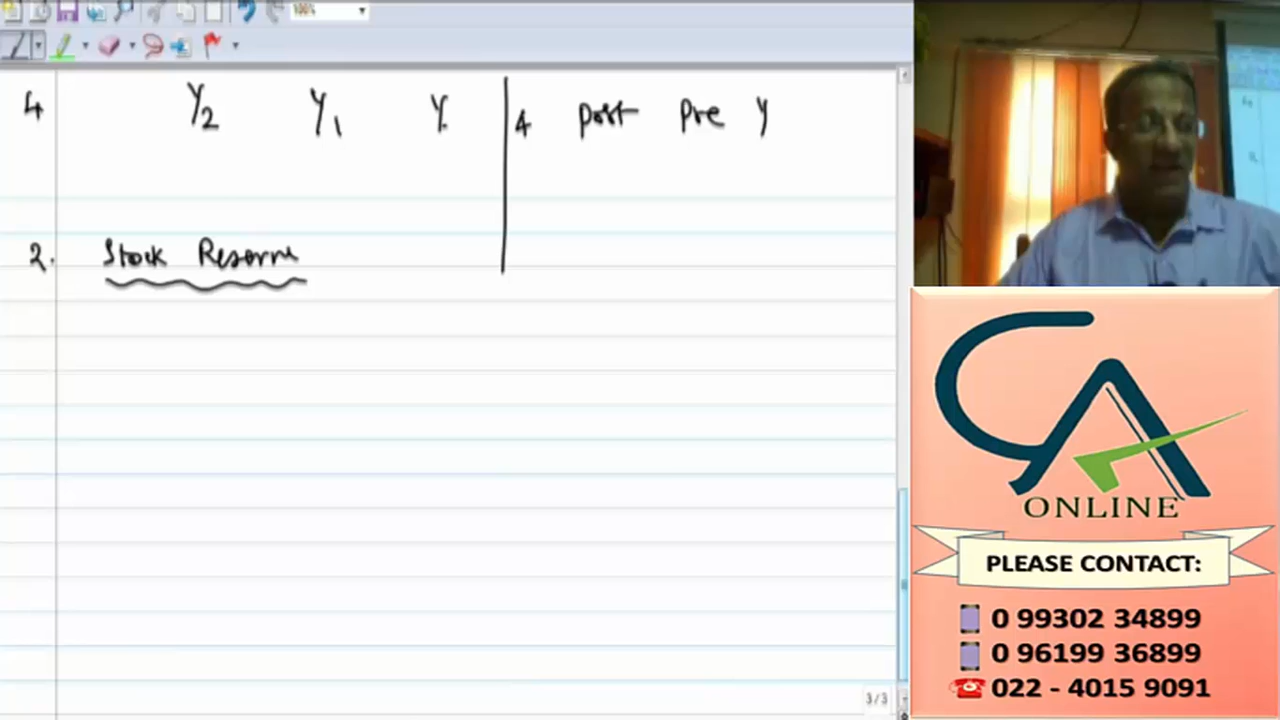 100%
4 Y2 Y1 Y 4 Post Pre Y
2. Stock Reserve
3/3
CA
ONLINE
PLEASE CONTACT:
0 99302 34899
0 96199 36899
022 - 4015 9091